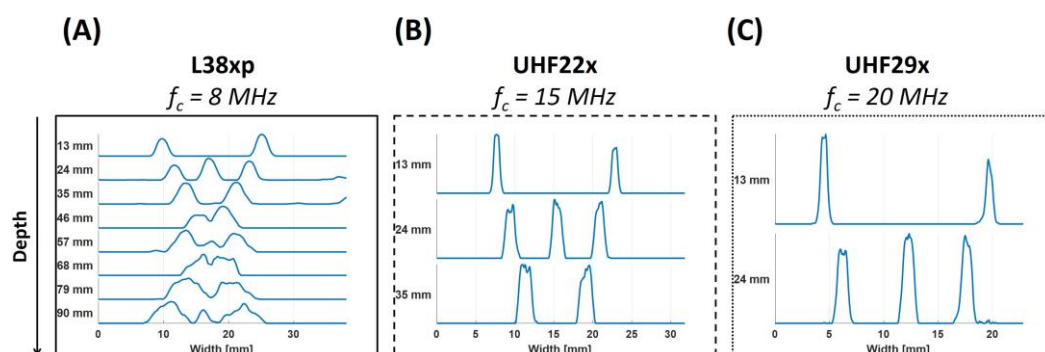 (A)
L38xp
f_c = 8 MHz
Depth
13 mm
24 mm
35 mm
46 mm
57 mm
68 mm
79 mm
90 mm
0 10 20 30
Width [mm]
(B)
UHF22x
f_c = 15 MHz
13 mm
24 mm
35 mm
0 5 10 15 20 25 30
Width [mm]
(C)
UHF29x
f_c = 20 MHz
13 mm
24 mm
0 5 10 15 20
Width [mm]